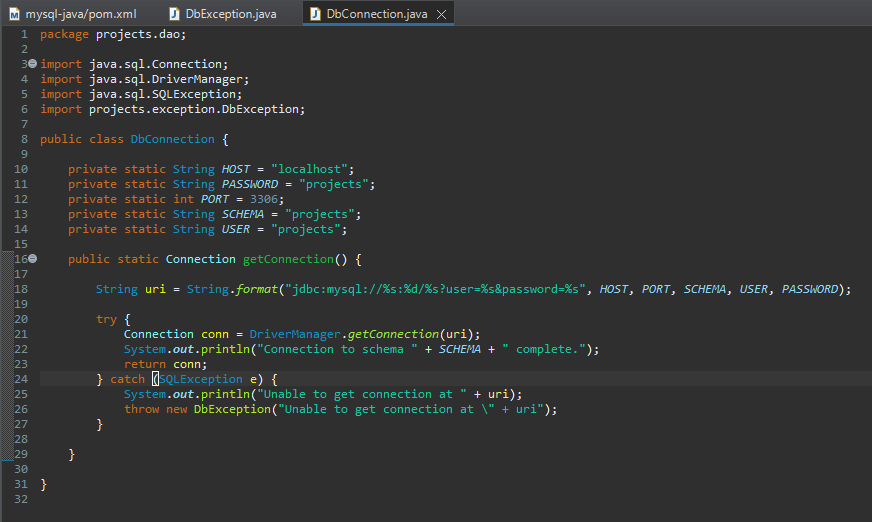 mysql-java/pom.xml DbException.java DbConnection.java
1 package projects.dao;
2
3 import java.sql.Connection;
4 import java.sql.DriverManager;
5 import java.sql.SQLException;
6 import projects.exception.DbException;
7
8 public class DbConnection {
9
10 private static String HOST = "localhost";
11 private static String PASSWORD = "projects";
12 private static int PORT = 3306;
13 private static String SCHEMA = "projects";
14 private static String USER = "projects";
15
16 public static Connection getConnection() {
17
18 String uri = String.format("jdbc:mysql://%s:%d/%s?user=%s&password=%s", HOST, PORT, SCHEMA, USER, PASSWORD);
19
20 try {
21 Connection conn = DriverManager.getConnection(uri);
22 System.out.println("Connection to schema " + SCHEMA + " complete.");
23 return conn;
24 } catch (SQLException e) {
25 System.out.println("Unable to get connection at " + uri);
26 throw new DbException("Unable to get connection at \" + uri");
27 }
28
29 }
30
31 }
32